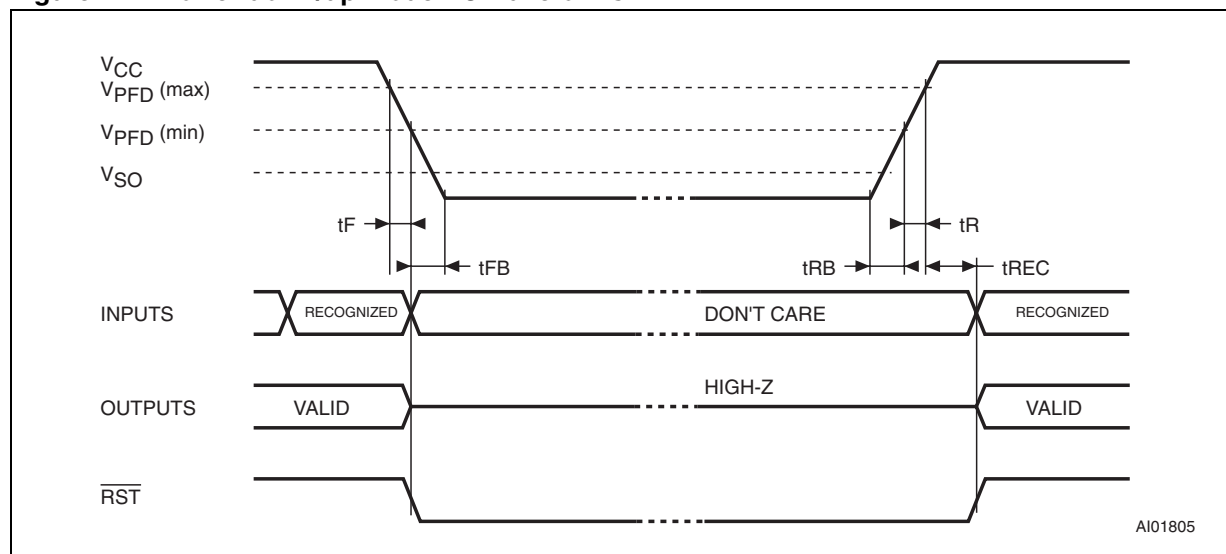 VCC
VPFD (max)
VPFD (min)
VSO
tF
tR
tFB
tRB
tREC
INPUTS
RECOGNIZED
DON'T CARE
RECOGNIZED
HIGH-Z
OUTPUTS
VALID
VALID
RST
AI01805